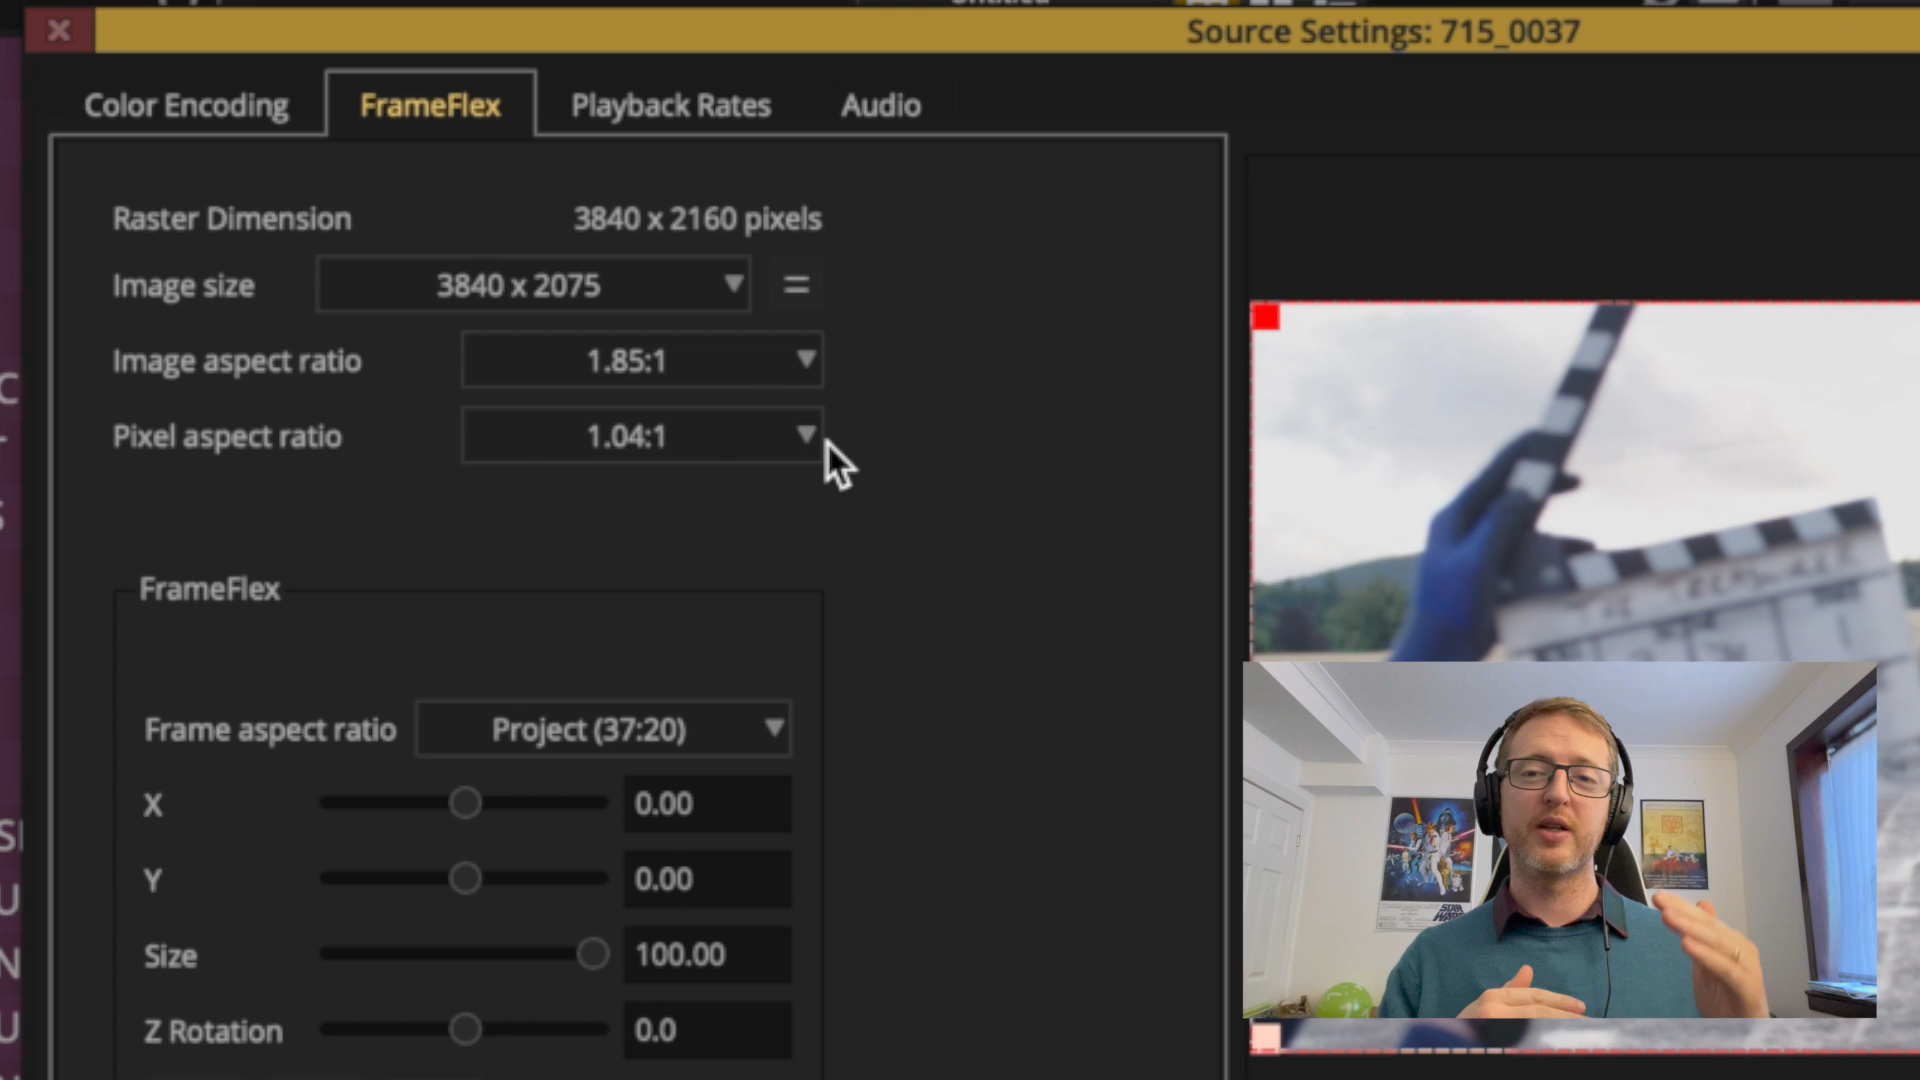 Source Settings: 715_0037
Color Encoding
FrameFlex
Playback Rates
Audio
Raster Dimension
3840 x 2160 pixels
Image size
3840 x 2075
=
Image aspect ratio
1.85:1
Pixel aspect ratio
1.04:1
FrameFlex
Frame aspect ratio
Project (37:20)
X
0.00
Y
0.00
Size
100.00
Z Rotation
0.0
STAR
WARS